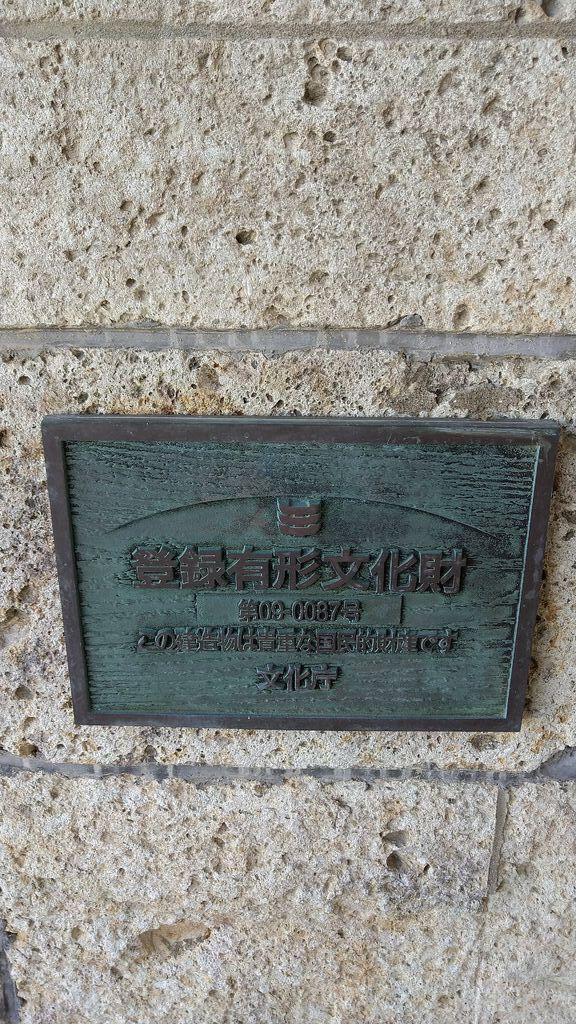 登録有形文化財
第09-0087号
この建造物は貴重な国民的財産です
文化庁